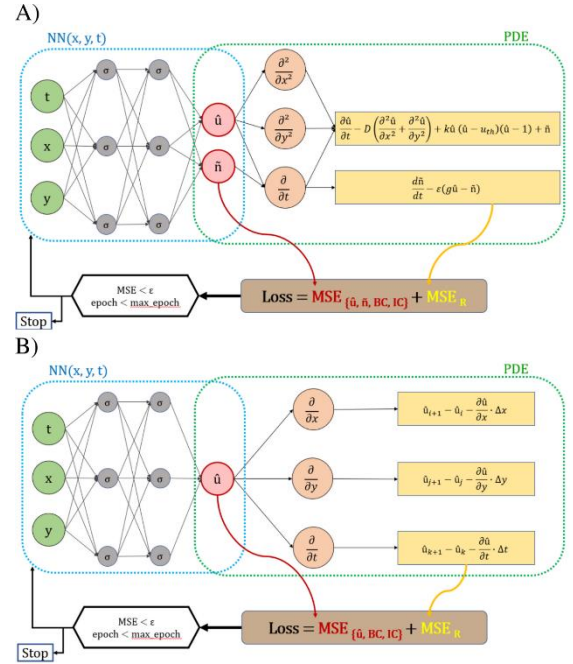 A)
NN(x, y, t)
PDE
t
x
y
σ σ
σ σ
σ σ
û
ñ
∂²/∂x²
∂²/∂y²
∂/∂t
∂û/∂t − D(∂²û/∂x² + ∂²û/∂y²) + kû (û − u_th)(û − 1) + ñ
dñ/dt − ε(gû − ñ)
MSE < ε
epoch < max_epoch
Stop
Loss = MSE_{û, ñ, BC, IC} + MSE_R
B)
NN(x, y, t)
PDE
t
x
y
σ σ
σ σ
σ σ
û
∂/∂x
∂/∂y
∂/∂t
û_{i+1} − û_i − ∂û/∂x · Δx
û_{j+1} − û_j − ∂û/∂y · Δy
û_{k+1} − û_k − ∂û/∂t · Δt
MSE < ε
epoch < max_epoch
Stop
Loss = MSE_{û, BC, IC} + MSE_R